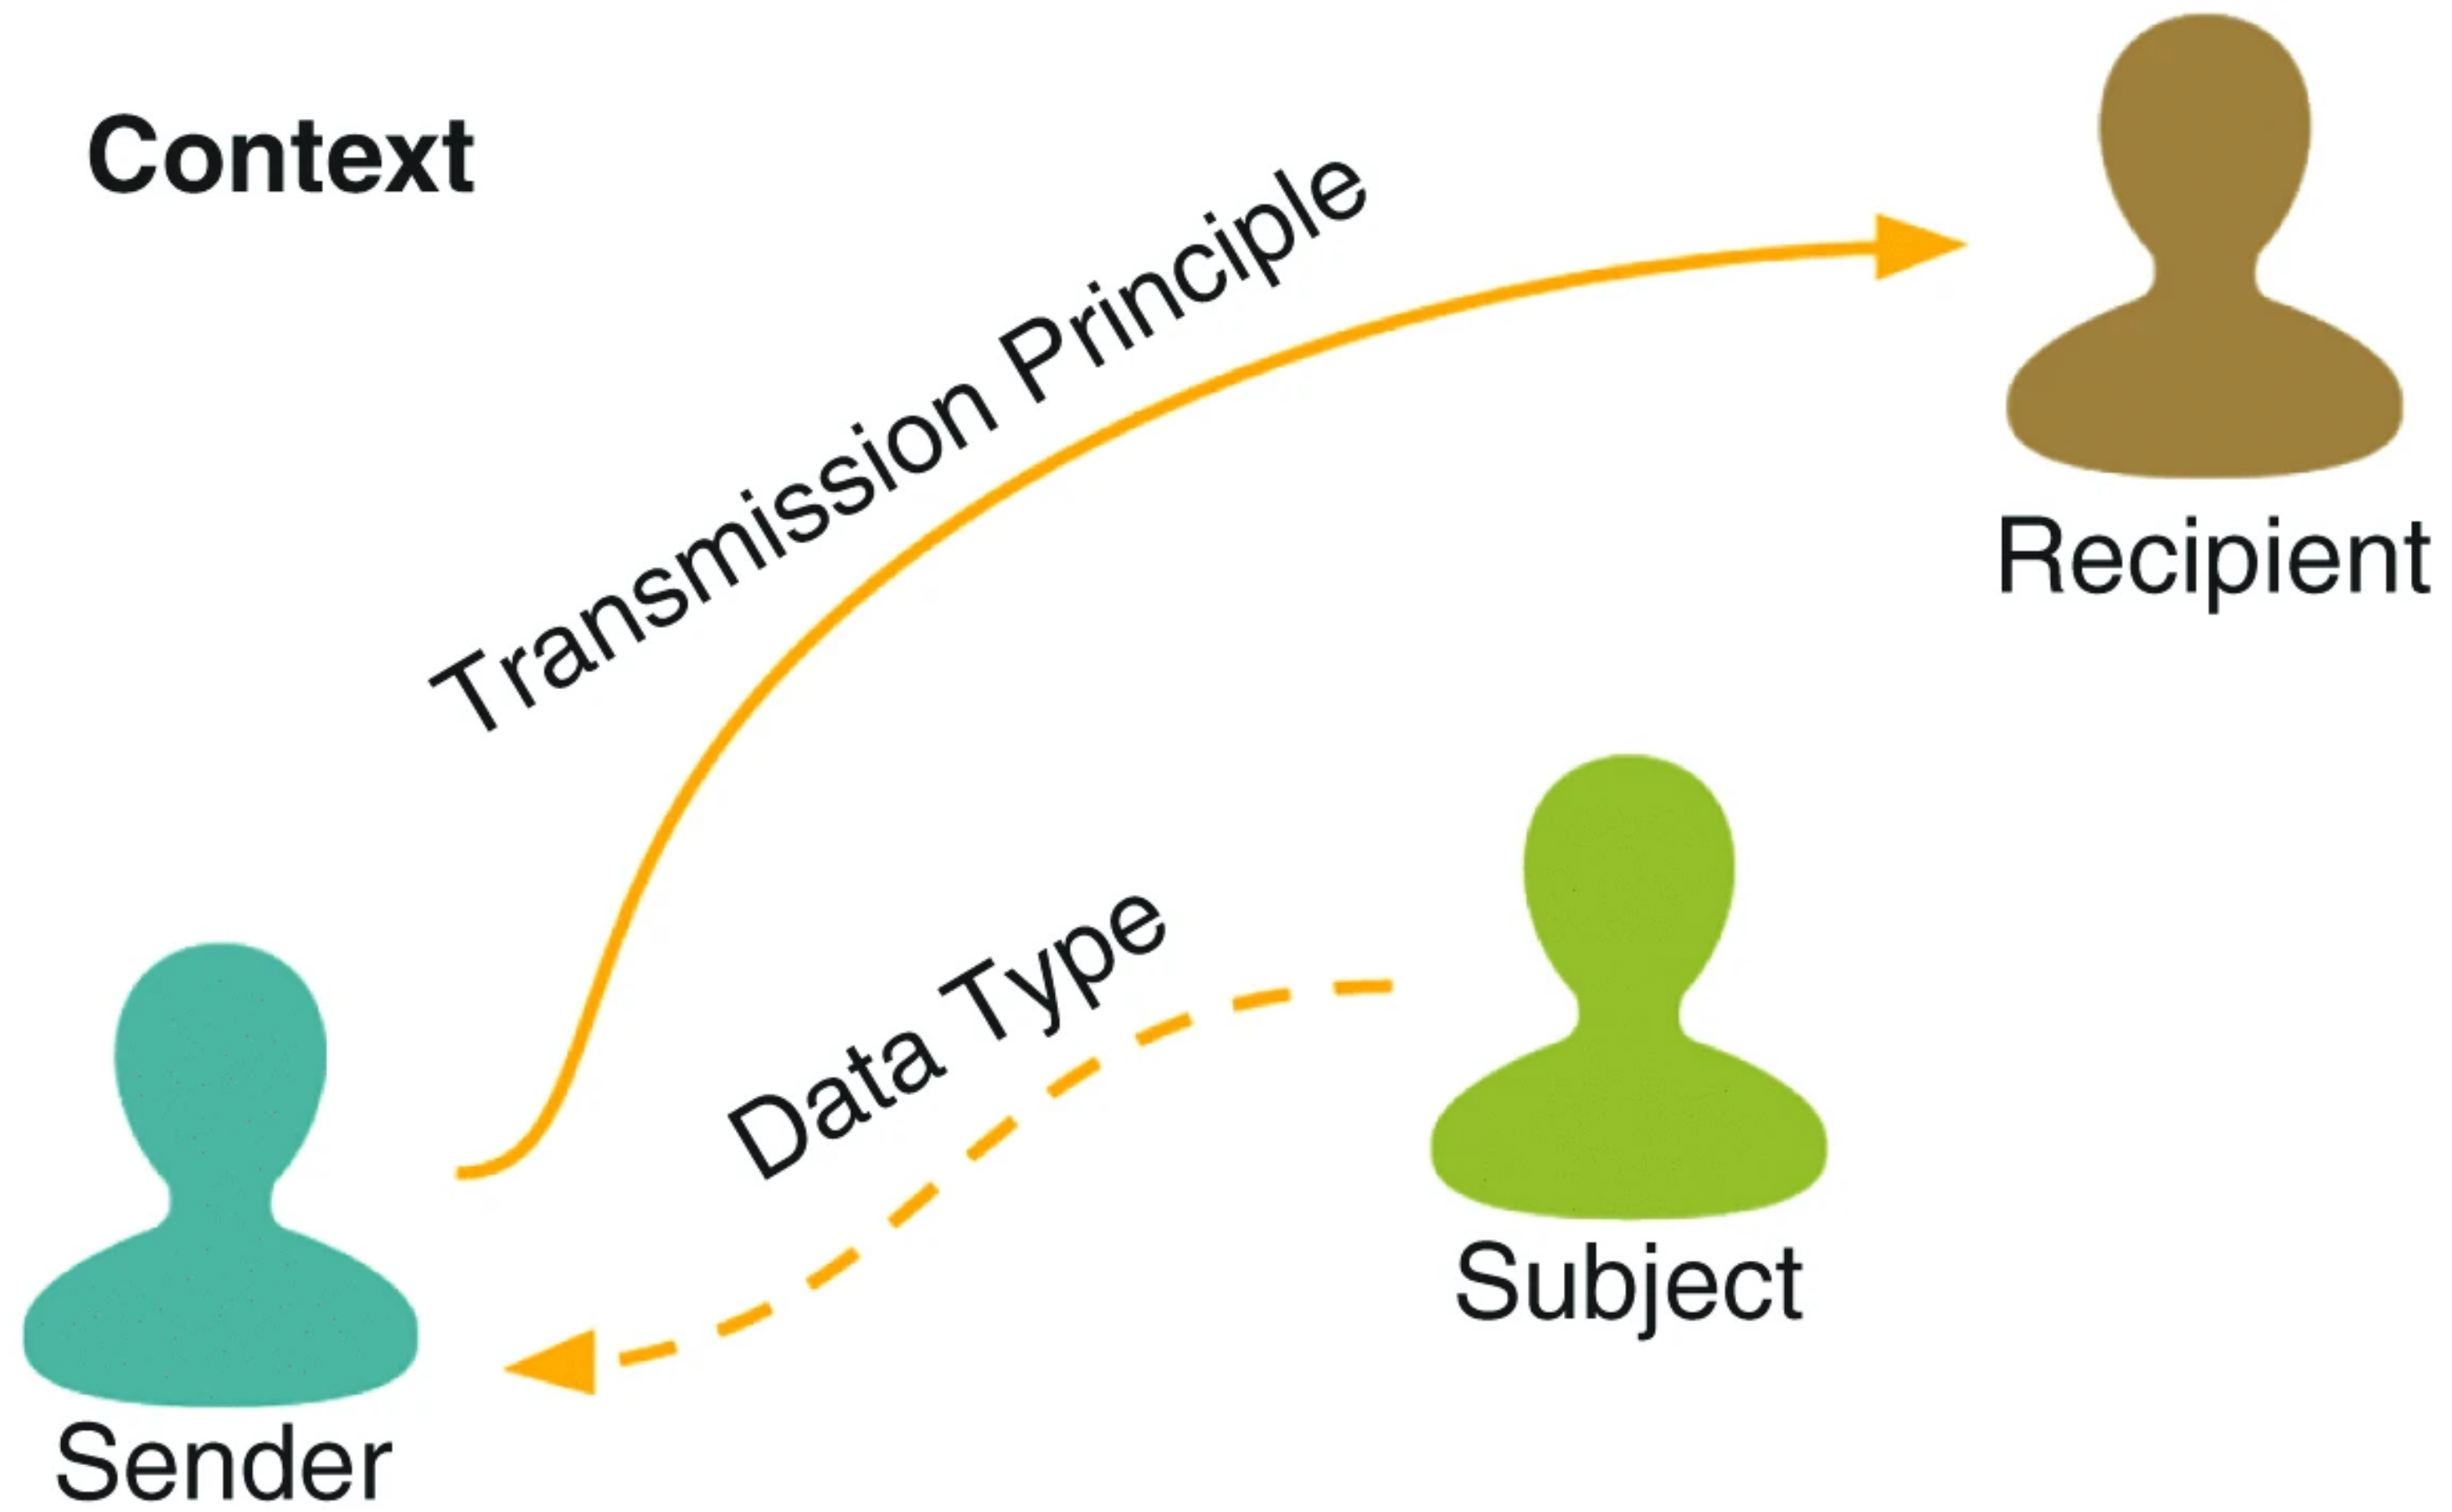 Context
Transmission Principle
Recipient
Data Type
Subject
Sender